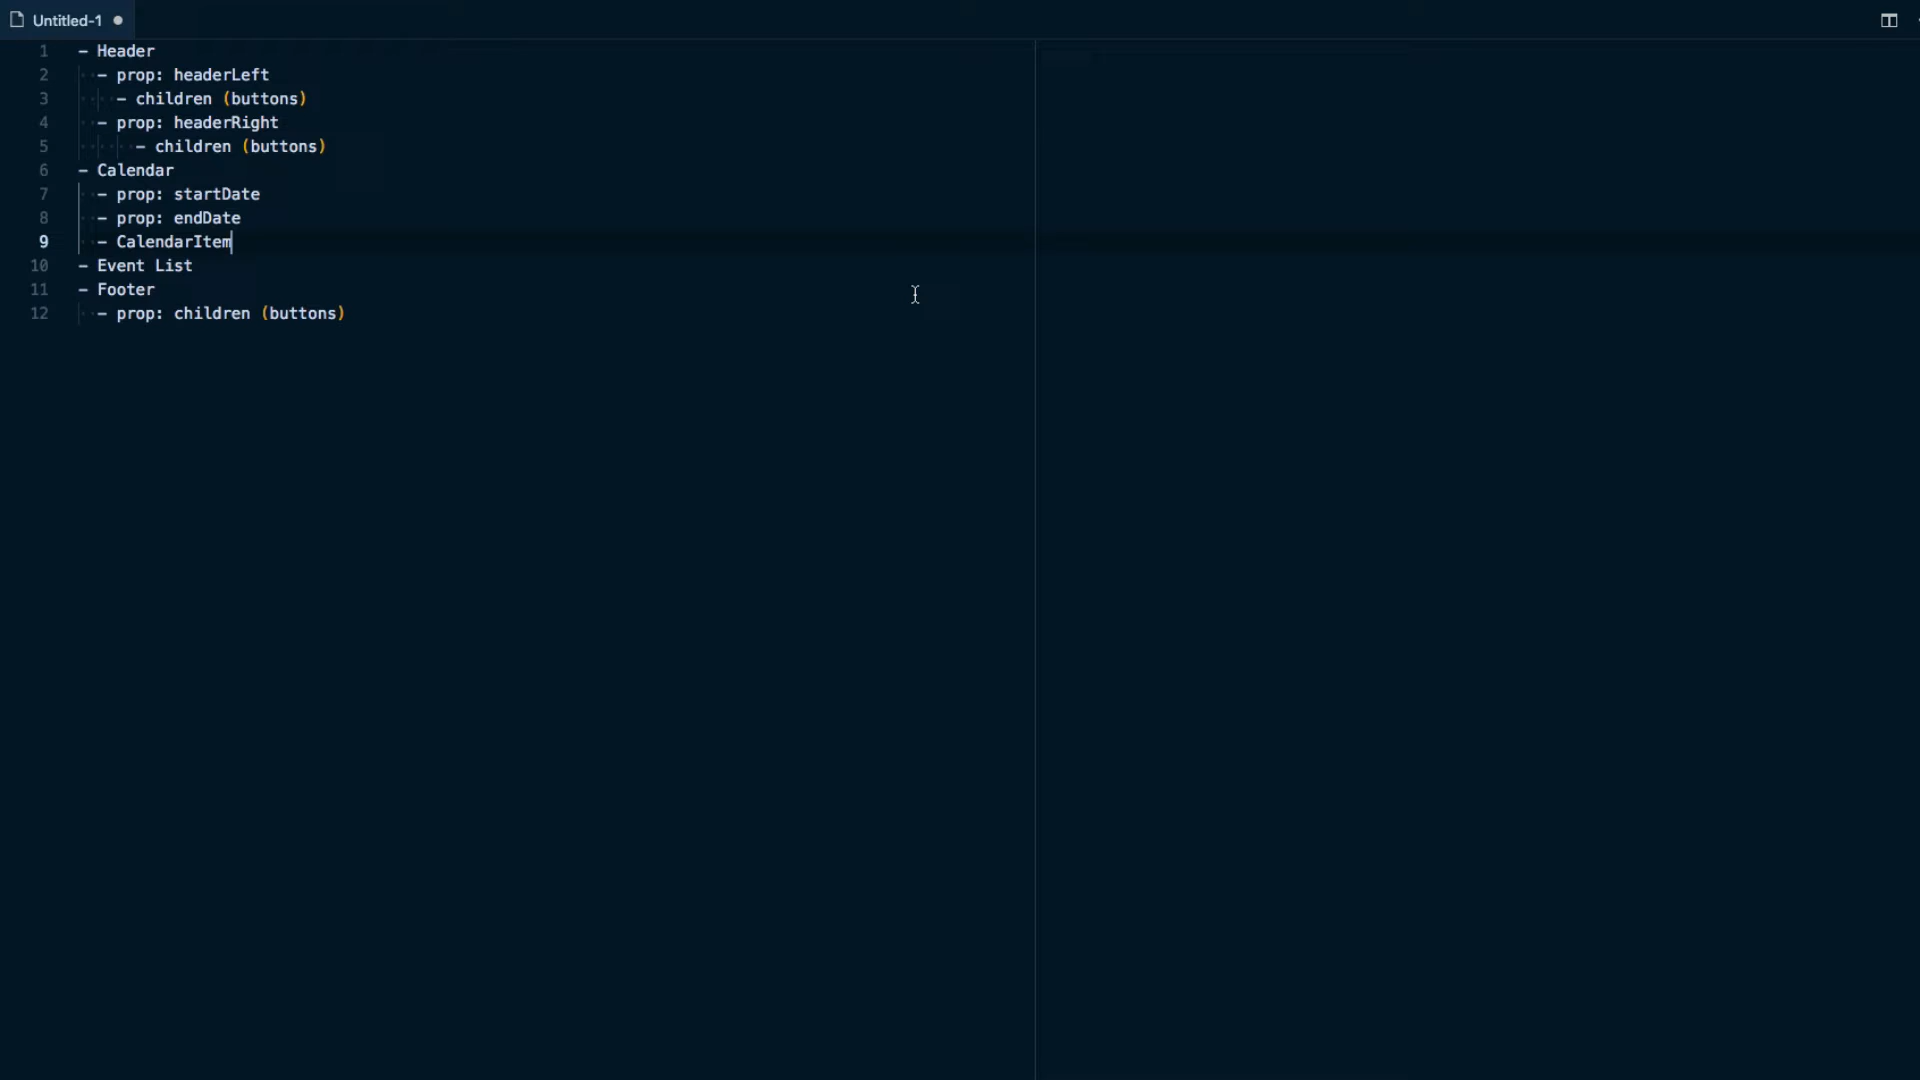 Untitled-1
1 - Header
2 - prop: headerLeft
3 - children (buttons)
4 - prop: headerRight
5 - children (buttons)
6 - Calendar
7 - prop: startDate
8 - prop: endDate
9 - CalendarItem
10 - Event List
11 - Footer
12 - prop: children (buttons)